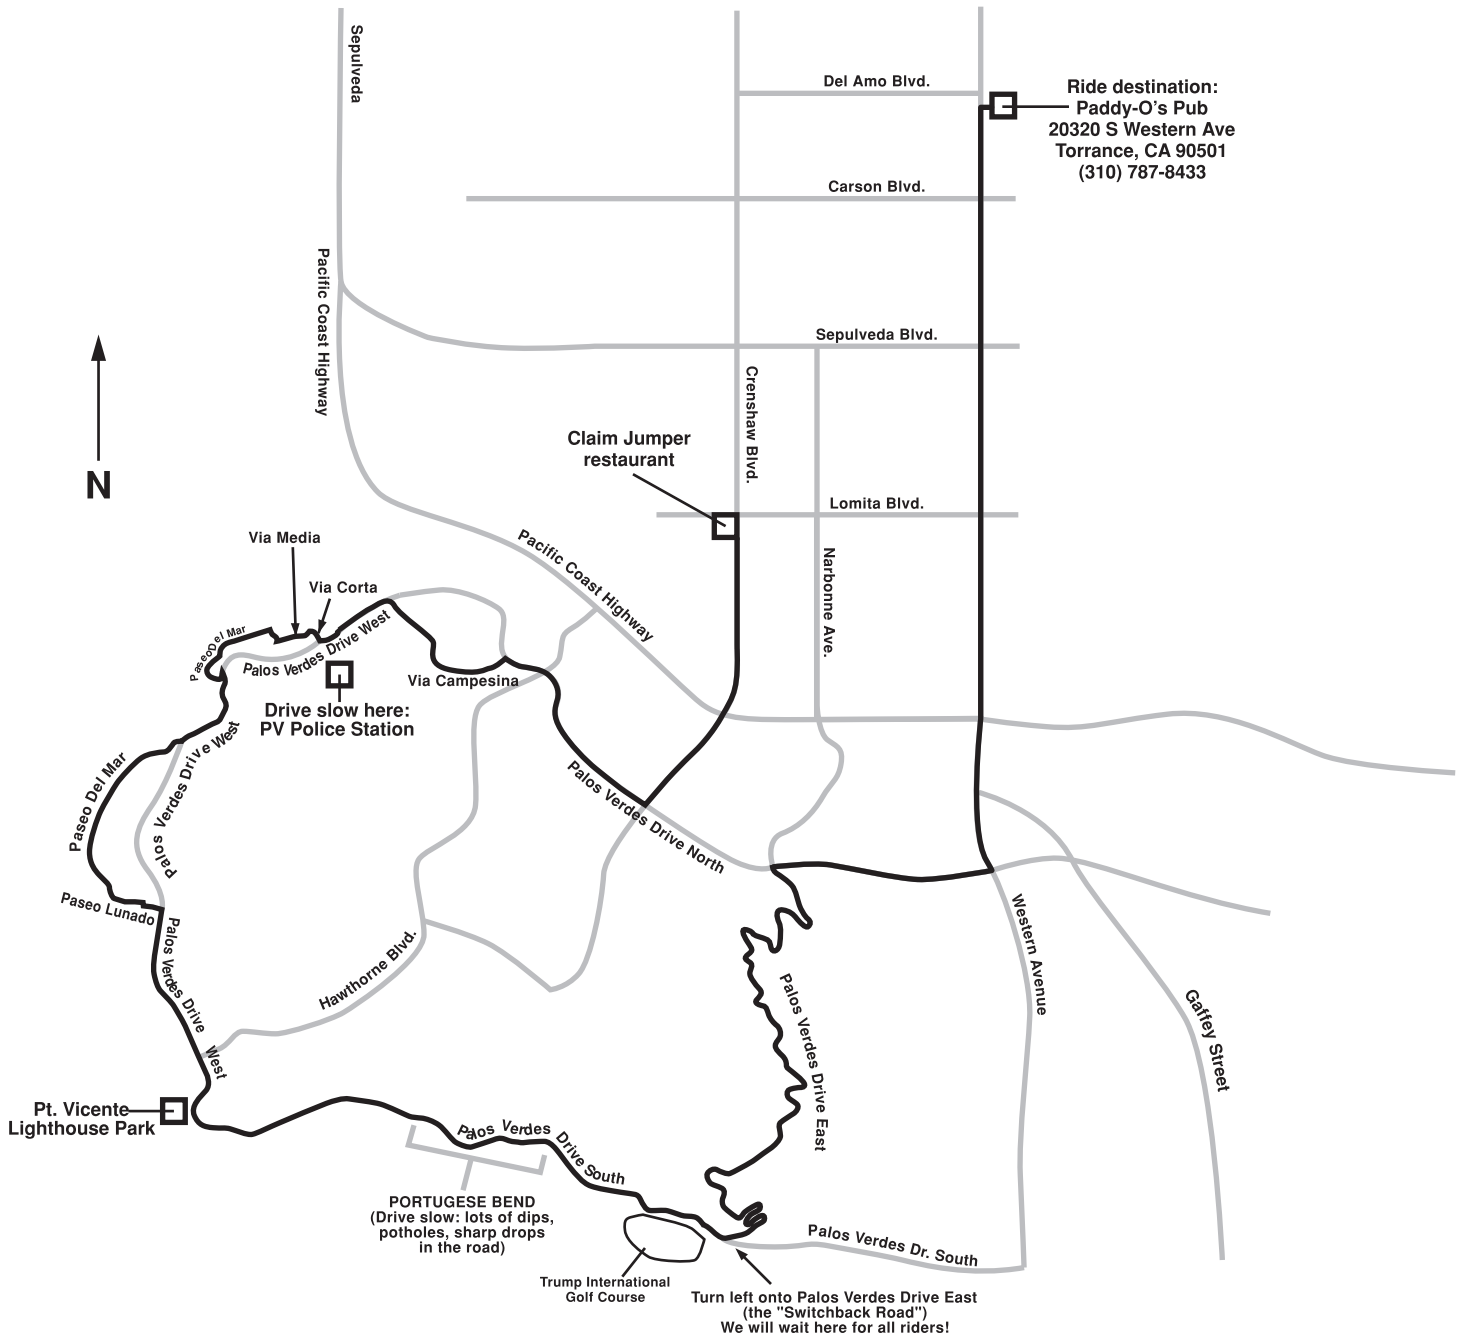 Sepulveda
Del Amo Blvd.
Ride destination:
Paddy-O's Pub
20320 S Western Ave
Torrance, CA 90501
(310) 787-8433
Carson Blvd.
Pacific Coast Highway
Sepulveda Blvd.
Crenshaw Blvd.
Claim Jumper
restaurant
N
Lomita Blvd.
Via Media
Pacific Coast Highway
Narbonne Ave.
Via Corta
Paseo Del Mar
Palos Verdes Drive West
Via Campesina
Drive slow here:
PV Police Station
Palos Verdes Drive West
Paseo Del Mar
Palos Verdes Drive North
Paseo Lunado
Palos Verdes Drive West
Hawthorne Blvd.
Western Avenue
Palos Verdes Drive East
Gaffey Street
Pt. Vicente
Lighthouse Park
Palos Verdes Drive South
PORTUGESE BEND
(Drive slow: lots of dips,
potholes, sharp drops
in the road)
Palos Verdes Dr. South
Trump International
Golf Course
Turn left onto Palos Verdes Drive East
(the "Switchback Road")
We will wait here for all riders!